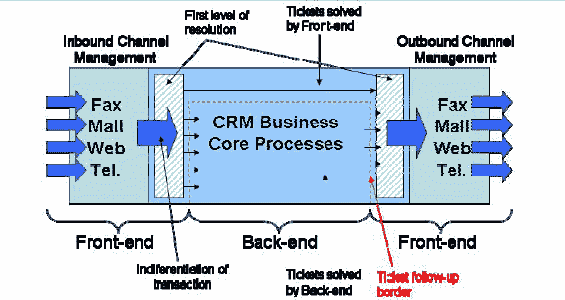 First level of
resolution
Tickets solved
by Front-end
Inbound Channel
Management
Outbound Channel
Management
Fax
Mail
Web
Tel.
CRM Business
Core Processes
Fax
Mail
Web
Tel.
Front-end
Back-end
Front-end
Indiferentiation of
transaction
Tickets solved
by Back-end
Ticket follow-up
border